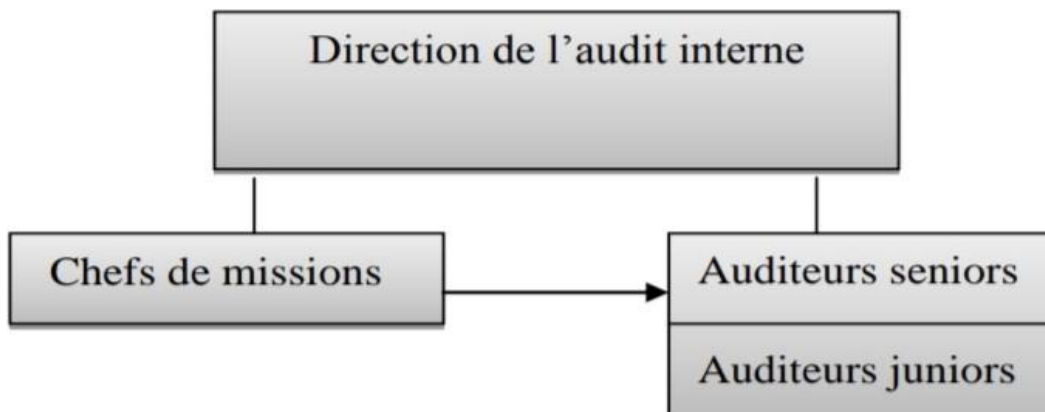 Direction de l’audit interne
Chefs de missions
Auditeurs seniors
Auditeurs juniors